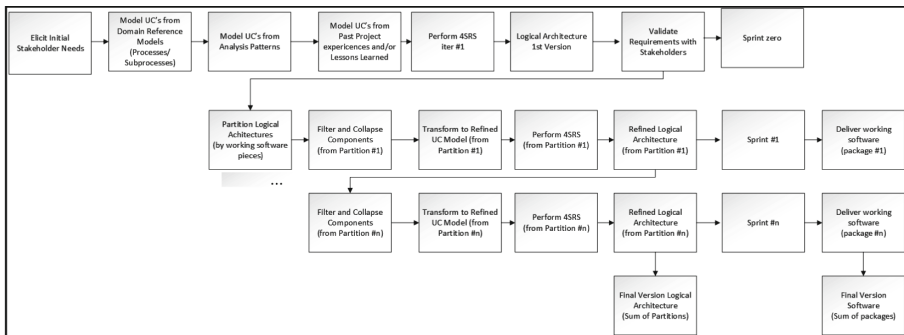 Elicit Initial
Stakeholder Needs
Model UC's from
Domain Reference
Models
(Processes/
Subprocesses)
Model UC's from
Analysis Patterns
Model UC's from
Past Project
expericences and/or
Lessons Learned
Perform 4SRS
iter #1
Logical Architecture
1st Version
Validate
Requirements with
Stakeholders
Sprint zero
Partition Logical
Achitectures
(by working software
pieces)
Filter and Collapse
Components
(from Partition #1)
Transform to Refined
UC Model (from
Partition #1)
Perform 4SRS
(from Partition #1)
Refined Logical
Architecture
(from Partition #1)
Sprint #1
Deliver working
software
(package #1)
...
Filter and Collapse
Components
(from Partition #n)
Transform to Refined
UC Model (from
Partition #n)
Perform 4SRS
(from Partition #n)
Refined Logical
Architecture
(from Partition #n)
Sprint #n
Deliver working
software
(package #n)
Final Version Logical
Architecture
(Sum of Partitions)
Final Version
Software
(Sum of packages)